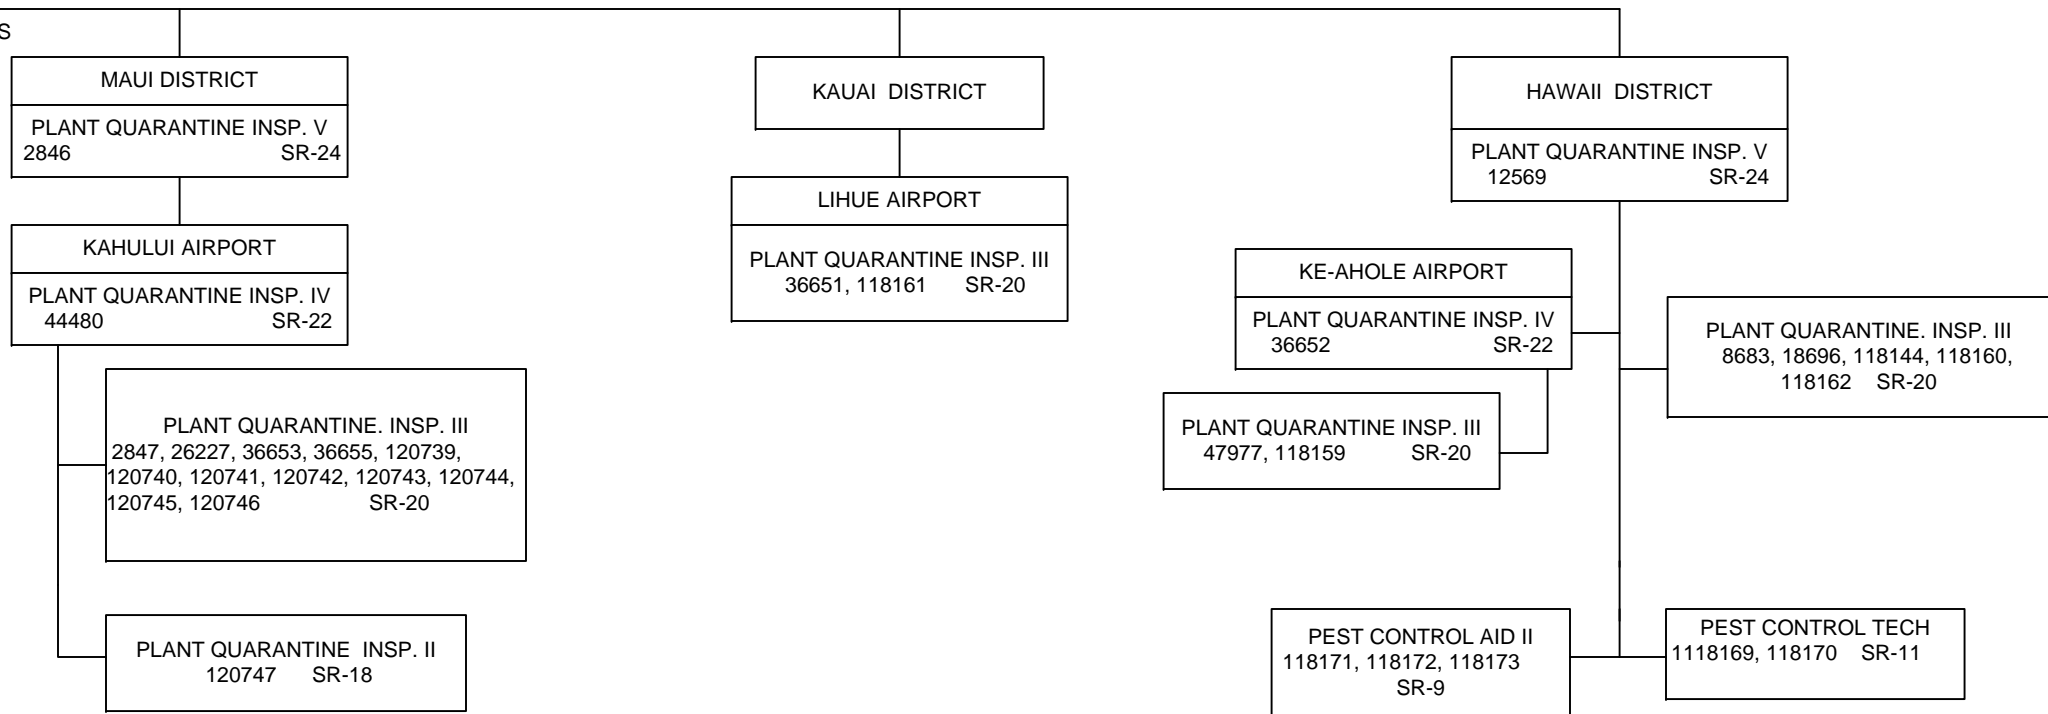 S
MAUI DISTRICT
PLANT QUARANTINE INSP. V
2846 SR-24
KAHULUI AIRPORT
PLANT QUARANTINE INSP. IV
44480 SR-22
PLANT QUARANTINE. INSP. III
2847, 26227, 36653, 36655, 120739,
120740, 120741, 120742, 120743, 120744,
120745, 120746 SR-20
PLANT QUARANTINE INSP. II
120747 SR-18
KAUAI DISTRICT
LIHUE AIRPORT
PLANT QUARANTINE INSP. III
36651, 118161 SR-20
HAWAII DISTRICT
PLANT QUARANTINE INSP. V
12569 SR-24
KE-AHOLE AIRPORT
PLANT QUARANTINE INSP. IV
36652 SR-22
PLANT QUARANTINE INSP. III
47977, 118159 SR-20
PLANT QUARANTINE. INSP. III
8683, 18696, 118144, 118160,
118162 SR-20
PEST CONTROL AID II
118171, 118172, 118173
SR-9
PEST CONTROL TECH
1118169, 118170 SR-11